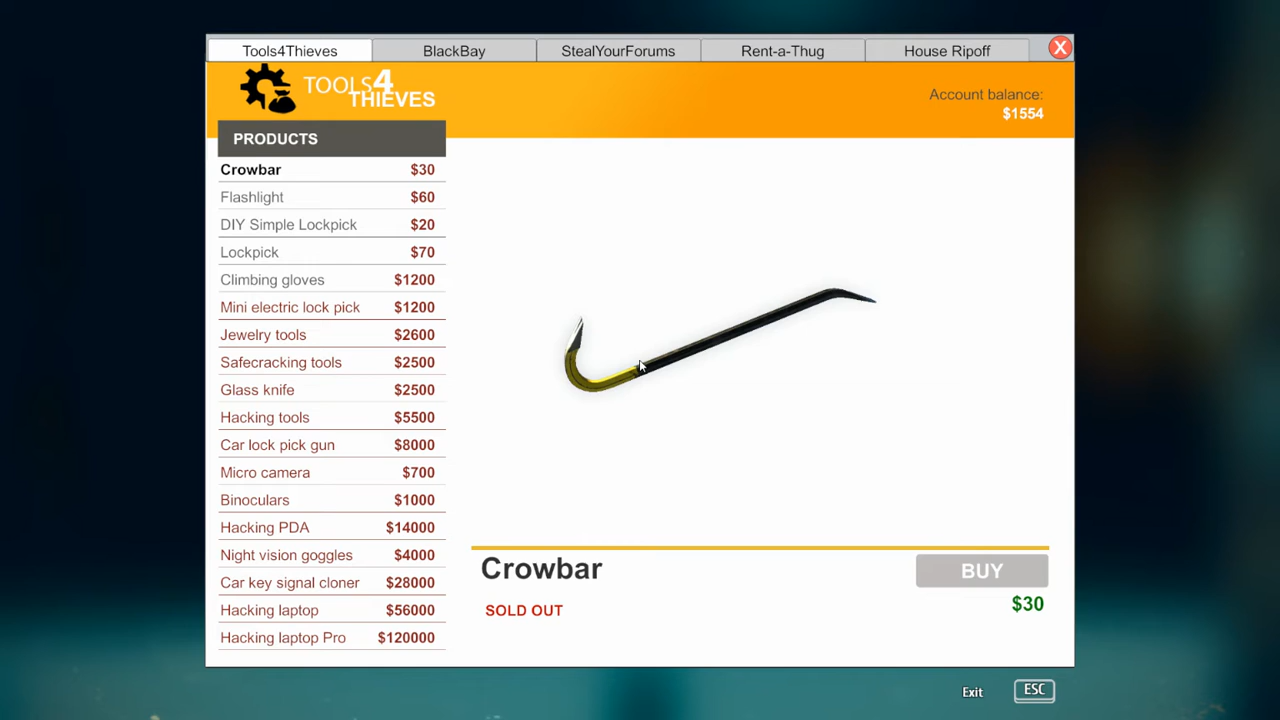 Tools4Thieves BlackBay StealYourForums Rent-a-Thug House Ripoff X
TOOLS4
THIEVES
Account balance:
$1554
PRODUCTS
Crowbar $30
Flashlight $60
DIY Simple Lockpick $20
Lockpick $70
Climbing gloves $1200
Mini electric lock pick $1200
Jewelry tools $2600
Safecracking tools $2500
Glass knife $2500
Hacking tools $5500
Car lock pick gun $8000
Micro camera $700
Binoculars $1000
Hacking PDA $14000
Night vision goggles $4000
Car key signal cloner $28000
Hacking laptop $56000
Hacking laptop Pro $120000
Crowbar
BUY
SOLD OUT
$30
Exit ESC